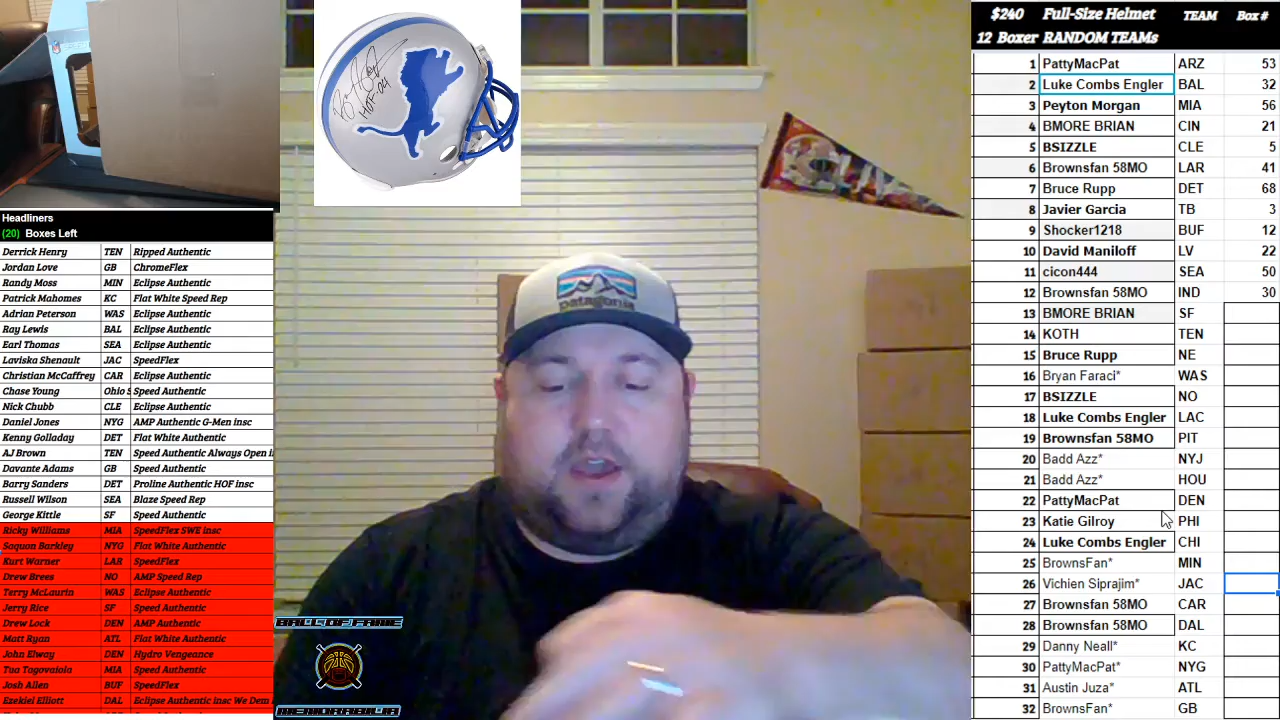 HOF 04
Headliners
(20) Boxes Left
Derrick Henry TEN Ripped Authentic
Jordan Love GB ChromeFlex
Randy Moss MIN Eclipse Authentic
Patrick Mahomes KC Flat White Speed Rep
Adrian Peterson WAS Eclipse Authentic
Ray Lewis BAL Eclipse Authentic
Earl Thomas SEA Eclipse Authentic
Laviska Shenault JAC SpeedFlex
Christian McCaffrey CAR Eclipse Authentic
Chase Young Ohio S Speed Authentic
Nick Chubb CLE Eclipse Authentic
Daniel Jones NYG AMP Authentic G-Men insc
Kenny Golladay DET Flat White Authentic
AJ Brown TEN Speed Authentic Always Open i
Davante Adams GB Speed Authentic
Barry Sanders DET Proline Authentic HOF insc
Russell Wilson SEA Blaze Speed Rep
George Kittle SF Speed Authentic
Ricky Williams MIA SpeedFlex SWE insc
Saquon Barkley NYG Flat White Authentic
Kurt Warner LAR SpeedFlex
Drew Brees NO AMP Speed Rep
Terry McLaurin WAS Eclipse Authentic
Jerry Rice SF Speed Authentic
Drew Lock DEN AMP Authentic
Matt Ryan ATL Flat White Authentic
John Elway DEN Hydro Vengeance
Tua Tagovaiola MIA Speed Authentic
Josh Allen BUF SpeedFlex
Ezekiel Elliott DAL Eclipse Authentic insc We Dem
patagonia
BALL OF FAME
MEMORABILIA
$240 Full-Size Helmet TEAM Box #
12 Boxer RANDOM TEAMs
1 PattyMacPat ARZ 53
2 Luke Combs Engler BAL 32
3 Peyton Morgan MIA 56
4 BMORE BRIAN CIN 21
5 BSIZZLE CLE 5
6 Brownsfan 58MO LAR 41
7 Bruce Rupp DET 68
8 Javier Garcia TB 3
9 Shocker1218 BUF 12
10 David Maniloff LV 22
11 cicon444 SEA 50
12 Brownsfan 58MO IND 30
13 BMORE BRIAN SF
14 KOTH TEN
15 Bruce Rupp NE
16 Bryan Faraci* WAS
17 BSIZZLE NO
18 Luke Combs Engler LAC
19 Brownsfan 58MO PIT
20 Badd Azz* NYJ
21 Badd Azz* HOU
22 PattyMacPat DEN
23 Katie Gilroy PHI
24 Luke Combs Engler CHI
25 BrownsFan* MIN
26 Vichien Siprajim* JAC
27 Brownsfan 58MO CAR
28 Brownsfan 58MO DAL
29 Danny Neall* KC
30 PattyMacPat* NYG
31 Austin Juza* ATL
32 BrownsFan* GB